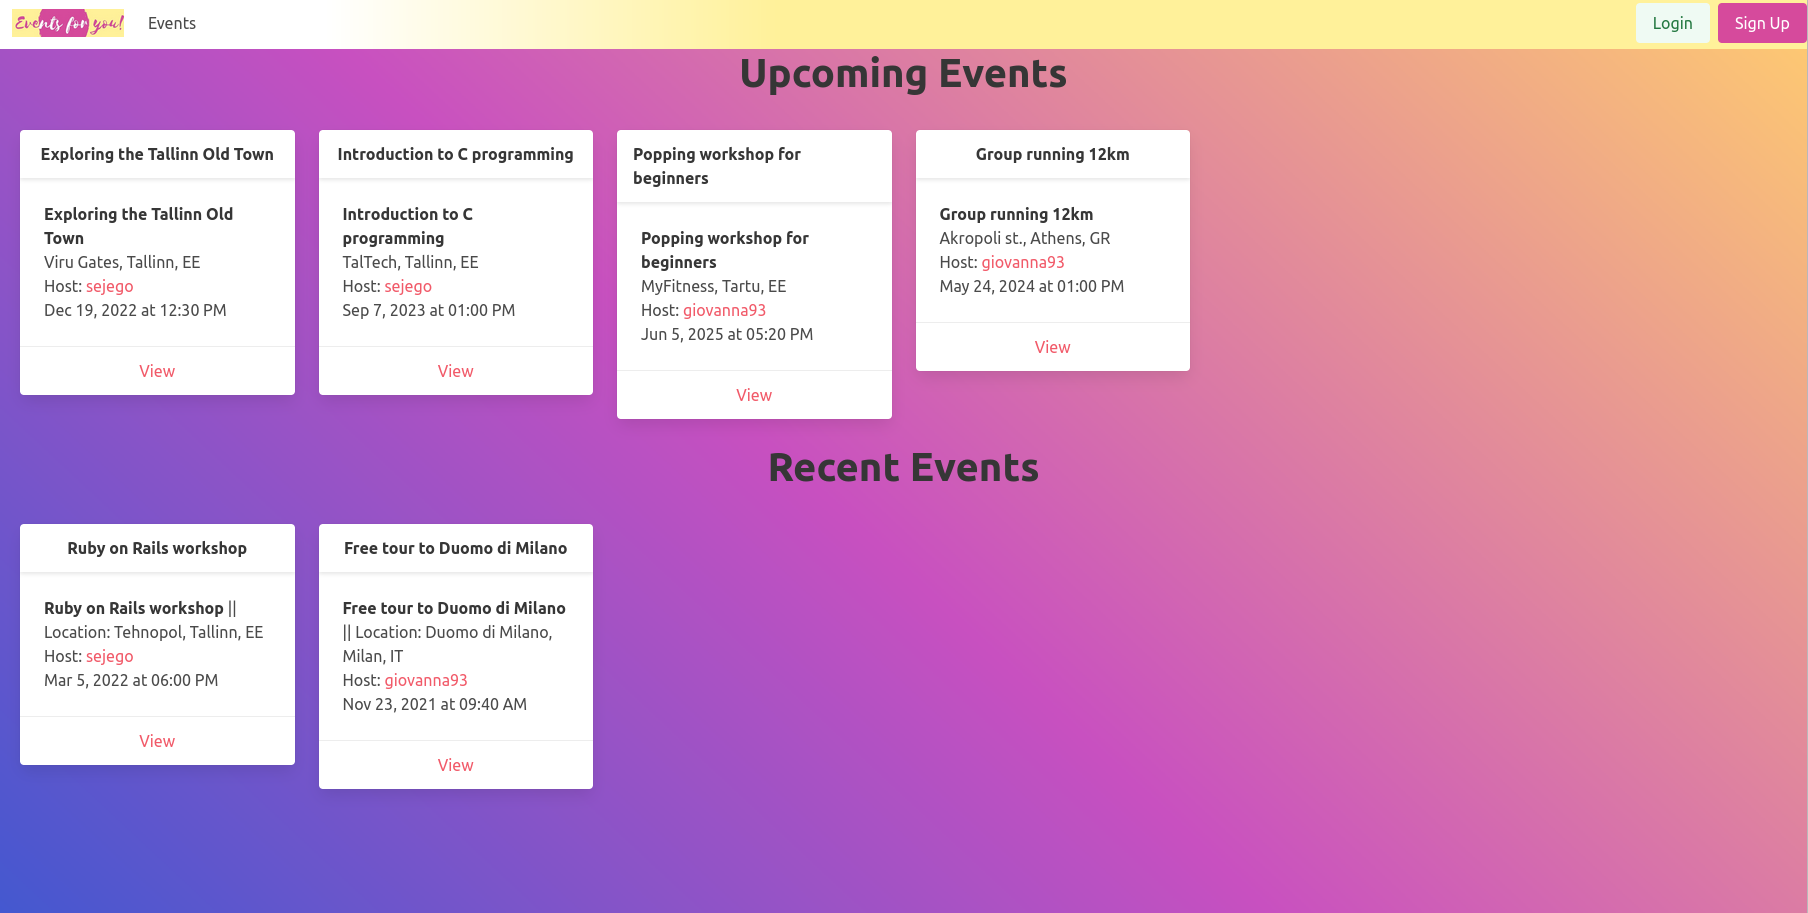 Events for you!
Events
Login
Sign Up
Upcoming Events
Exploring the Tallinn Old Town
Exploring the Tallinn Old
Town
Viru Gates, Tallinn, EE
Host: sejego
Dec 19, 2022 at 12:30 PM
View
Introduction to C programming
Introduction to C
programming
TalTech, Tallinn, EE
Host: sejego
Sep 7, 2023 at 01:00 PM
View
Popping workshop for
beginners
Popping workshop for
beginners
MyFitness, Tartu, EE
Host: giovanna93
Jun 5, 2025 at 05:20 PM
View
Group running 12km
Group running 12km
Akropoli st., Athens, GR
Host: giovanna93
May 24, 2024 at 01:00 PM
View
Recent Events
Ruby on Rails workshop
Ruby on Rails workshop ||
Location: Tehnopol, Tallinn, EE
Host: sejego
Mar 5, 2022 at 06:00 PM
View
Free tour to Duomo di Milano
Free tour to Duomo di Milano
|| Location: Duomo di Milano,
Milan, IT
Host: giovanna93
Nov 23, 2021 at 09:40 AM
View